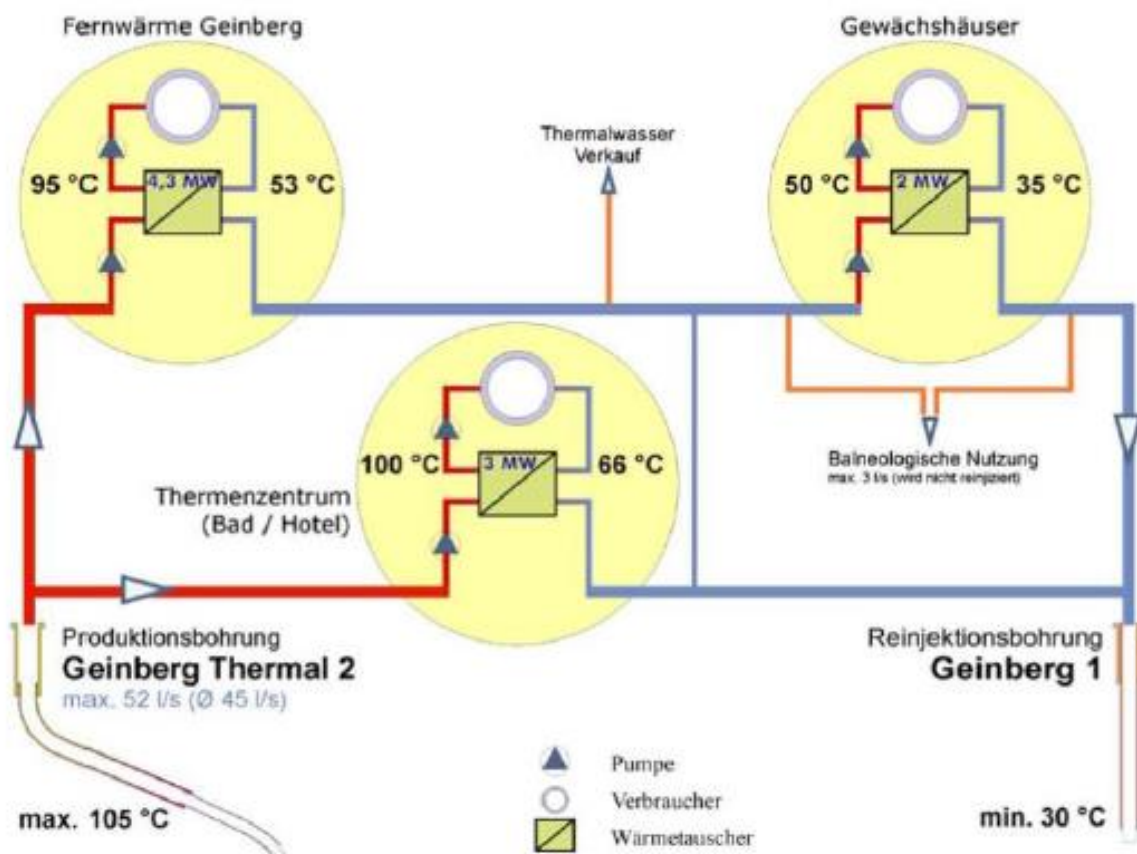 Fernwärme Geinberg
95 °C
4,3 MW
53 °C
Thermalwasser
Verkauf
Gewächshäuser
50 °C
2 MW
35 °C
Thermenzentrum
(Bad / Hotel)
100 °C
3 MW
66 °C
Balneologische Nutzung
max. 3 l/s (wird nicht reinjiziert)
Produktionsbohrung
Geinberg Thermal 2
max. 52 l/s (Ø 45 l/s)
max. 105 °C
Reinjektionsbohrung
Geinberg 1
min. 30 °C
Pumpe
Verbraucher
Wärmetauscher